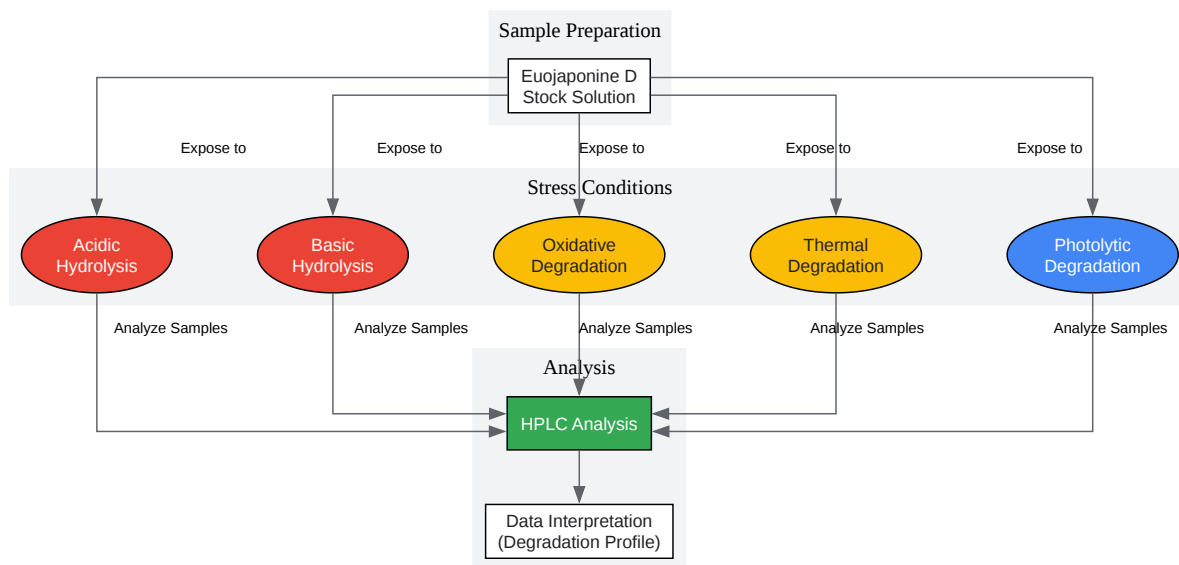 Sample Preparation
Euojaponine D
Stock Solution
Expose to
Expose to
Expose to
Expose to
Expose to
Stress Conditions
Acidic
Hydrolysis
Basic
Hydrolysis
Oxidative
Degradation
Thermal
Degradation
Photolytic
Degradation
Analyze Samples
Analyze Samples
Analyze Samples
Analyze Samples
Analyze Samples
Analysis
HPLC Analysis
Data Interpretation
(Degradation Profile)